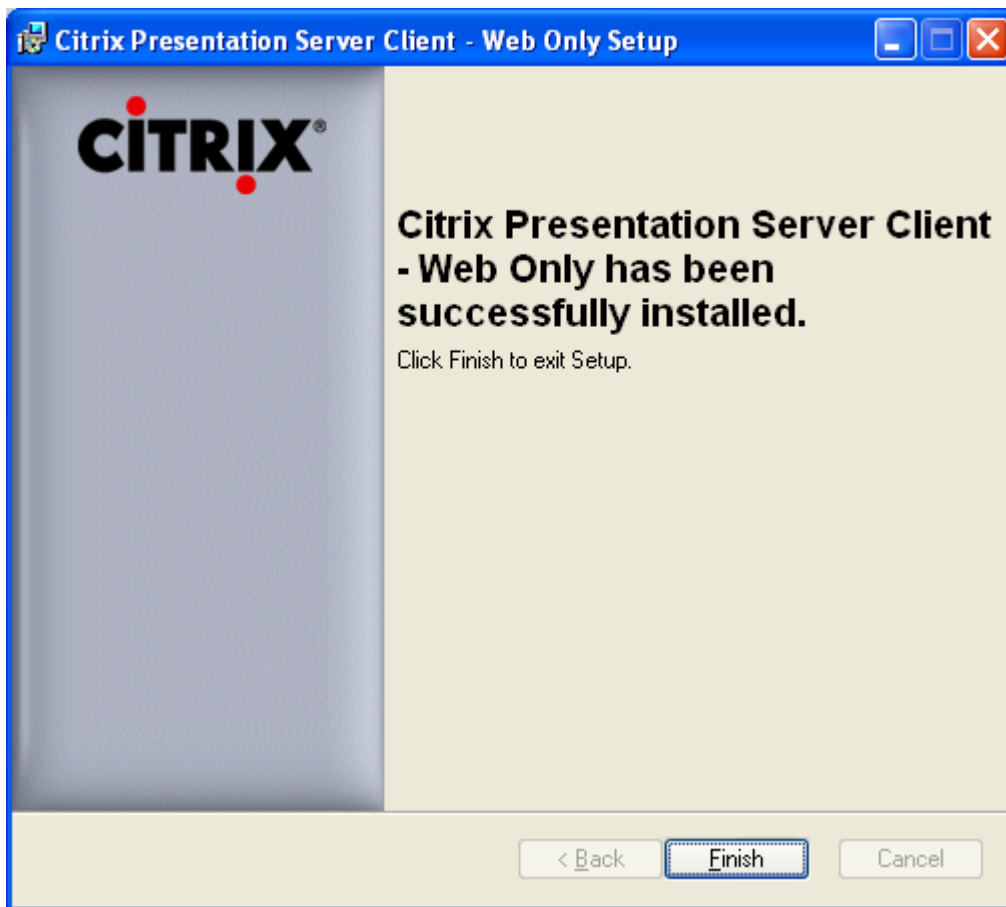 Citrix Presentation Server Client - Web Only Setup
CiTRIX®
Citrix Presentation Server Client
- Web Only has been
successfully installed.
Click Finish to exit Setup.
< Back
Finish
Cancel